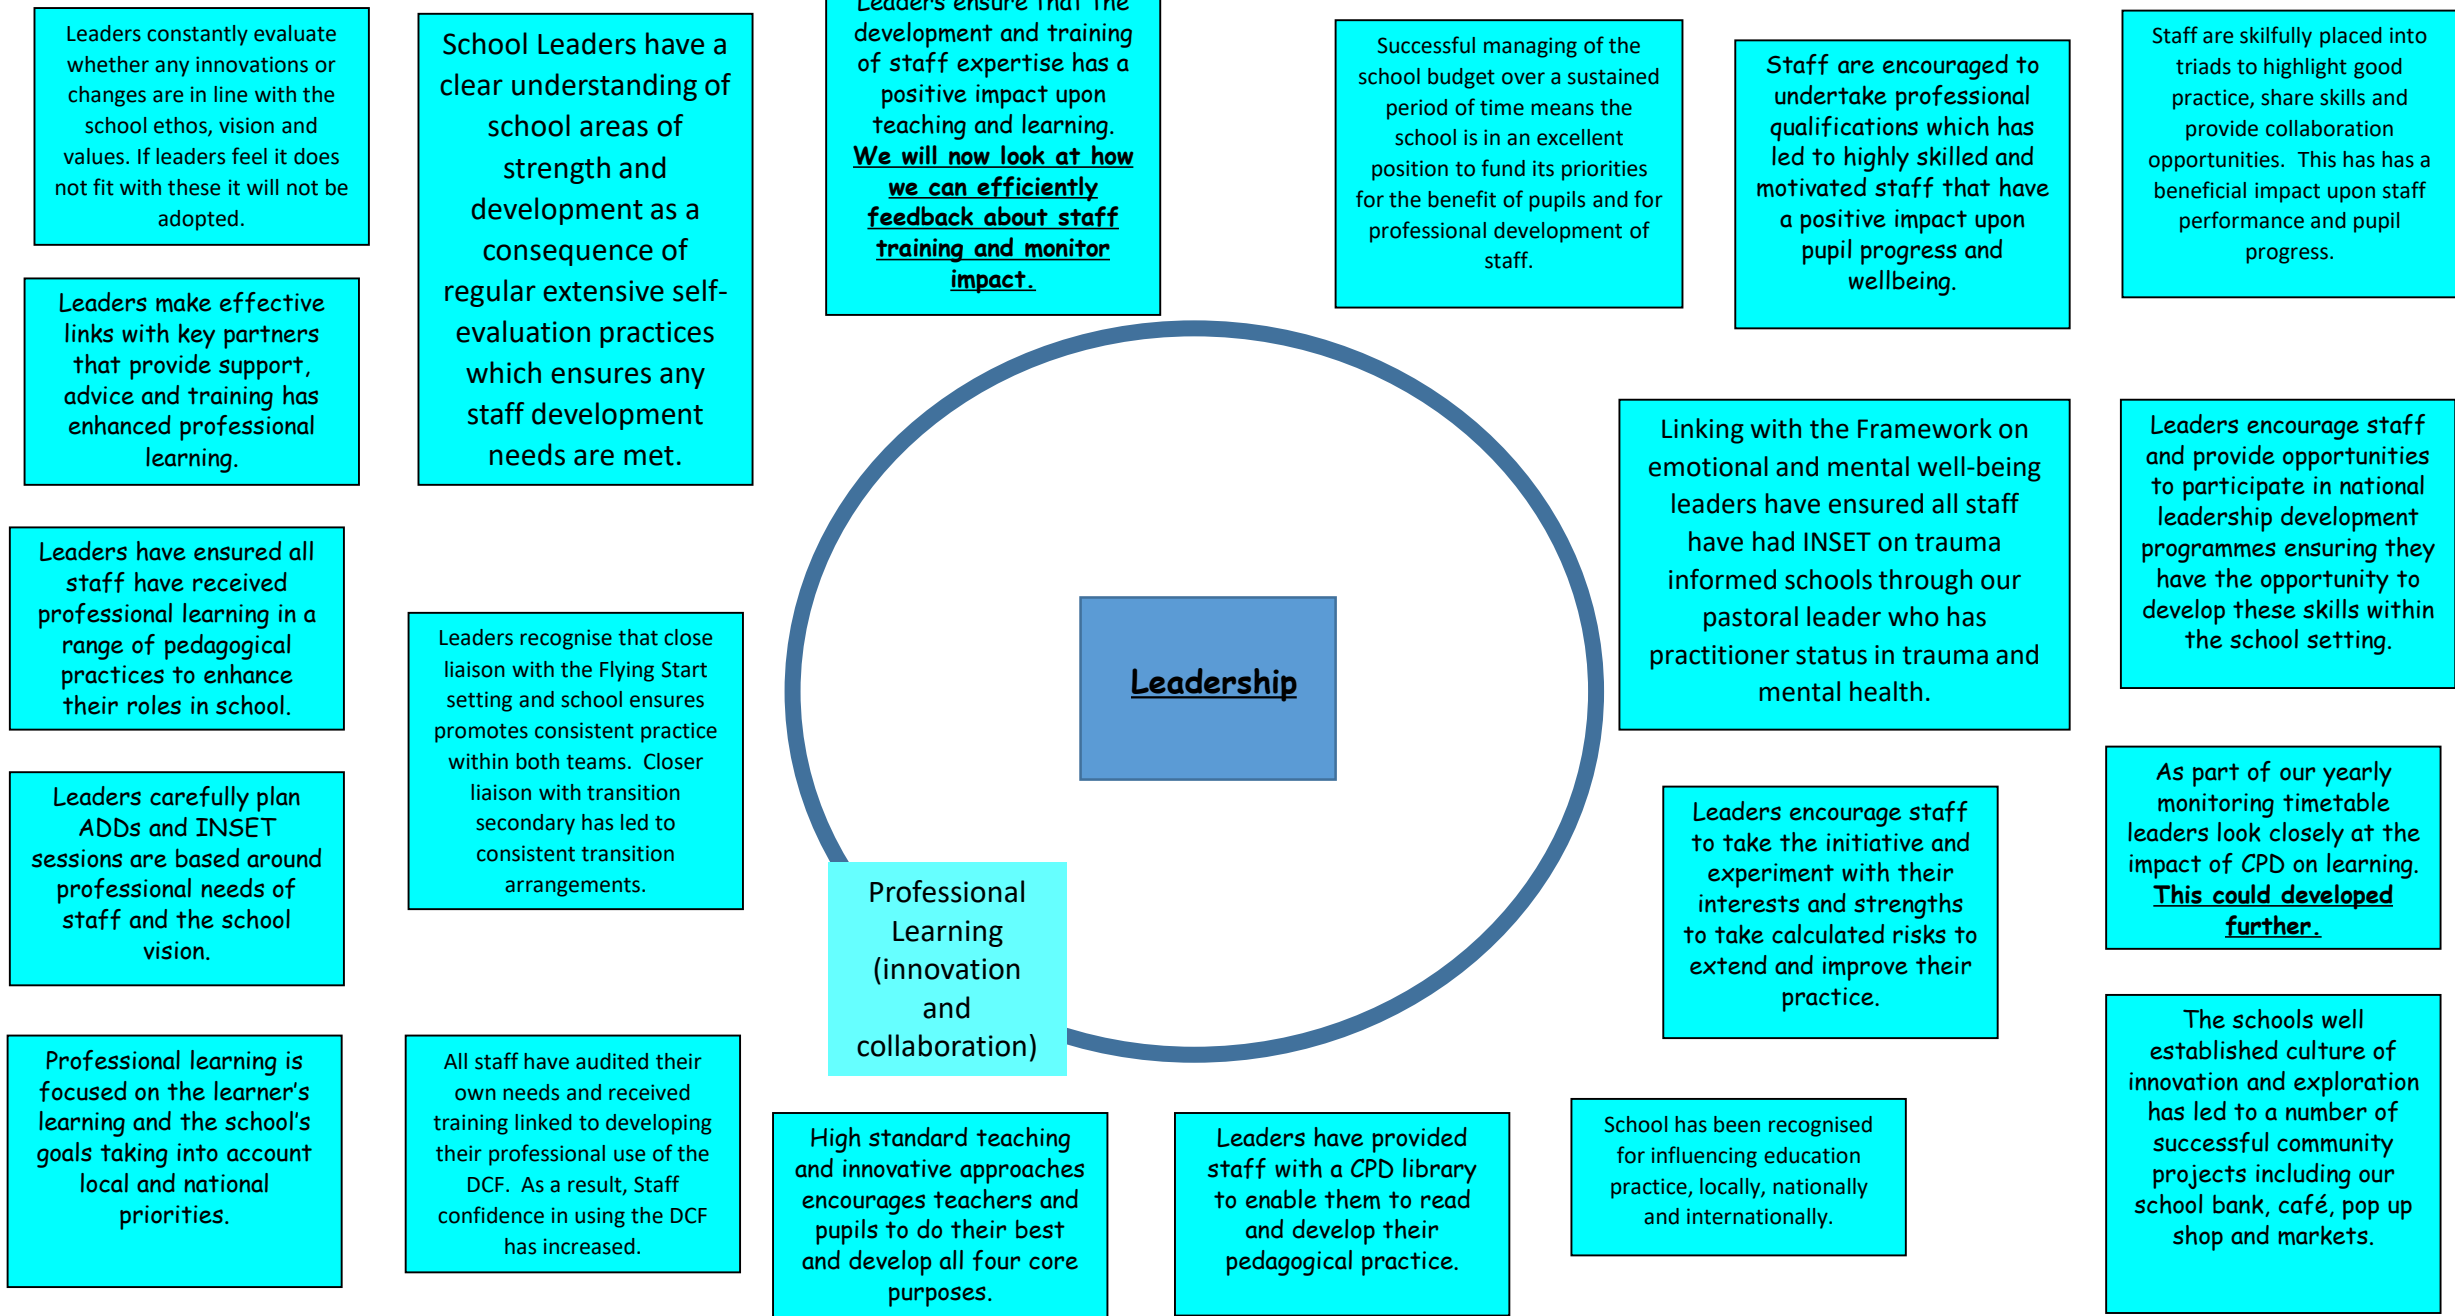 Leaders constantly evaluate
whether any innovations or
changes are in line with the
school ethos, vision and
values. If leaders feel it does
not fit with these it will not be
adopted.
School Leaders have a
clear understanding of
school areas of
strength and
development as a
consequence of
regular extensive self-
evaluation practices
which ensures any
staff development
needs are met.
Leaders ensure that the
development and training
of staff expertise has a
positive impact upon
teaching and learning.
We will now look at how
we can efficiently
feedback about staff
training and monitor
impact.
Successful managing of the
school budget over a sustained
period of time means the
school is in an excellent
position to fund its priorities
for the benefit of pupils and for
professional development of
staff.
Staff are encouraged to
undertake professional
qualifications which has
led to highly skilled and
motivated staff that have
a positive impact upon
pupil progress and
wellbeing.
Staff are skilfully placed into
triads to highlight good
practice, share skills and
provide collaboration
opportunities. This has has a
beneficial impact upon staff
performance and pupil
progress.
Leaders make effective
links with key partners
that provide support,
advice and training has
enhanced professional
learning.
Linking with the Framework on
emotional and mental well-being
leaders have ensured all staff
have had INSET on trauma
informed schools through our
pastoral leader who has
practitioner status in trauma and
mental health.
Leaders encourage staff
and provide opportunities
to participate in national
leadership development
programmes ensuring they
have the opportunity to
develop these skills within
the school setting.
Leaders have ensured all
staff have received
professional learning in a
range of pedagogical
practices to enhance
their roles in school.
Leaders recognise that close
liaison with the Flying Start
setting and school ensures
promotes consistent practice
within both teams. Closer
liaison with transition
secondary has led to
consistent transition
arrangements.
Leadership
Leaders carefully plan
ADDs and INSET
sessions are based around
professional needs of
staff and the school
vision.
Professional
Learning
(innovation
and
collaboration)
Leaders encourage staff
to take the initiative and
experiment with their
interests and strengths
to take calculated risks to
extend and improve their
practice.
As part of our yearly
monitoring timetable
leaders look closely at the
impact of CPD on learning.
This could developed
further.
Professional learning is
focused on the learner's
learning and the school's
goals taking into account
local and national
priorities.
All staff have audited their
own needs and received
training linked to developing
their professional use of the
DCF. As a result, Staff
confidence in using the DCF
has increased.
High standard teaching
and innovative approaches
encourages teachers and
pupils to do their best
and develop all four core
purposes.
Leaders have provided
staff with a CPD library
to enable them to read
and develop their
pedagogical practice.
School has been recognised
for influencing education
practice, locally, nationally
and internationally.
The schools well
established culture of
innovation and exploration
has led to a number of
successful community
projects including our
school bank, café, pop up
shop and markets.